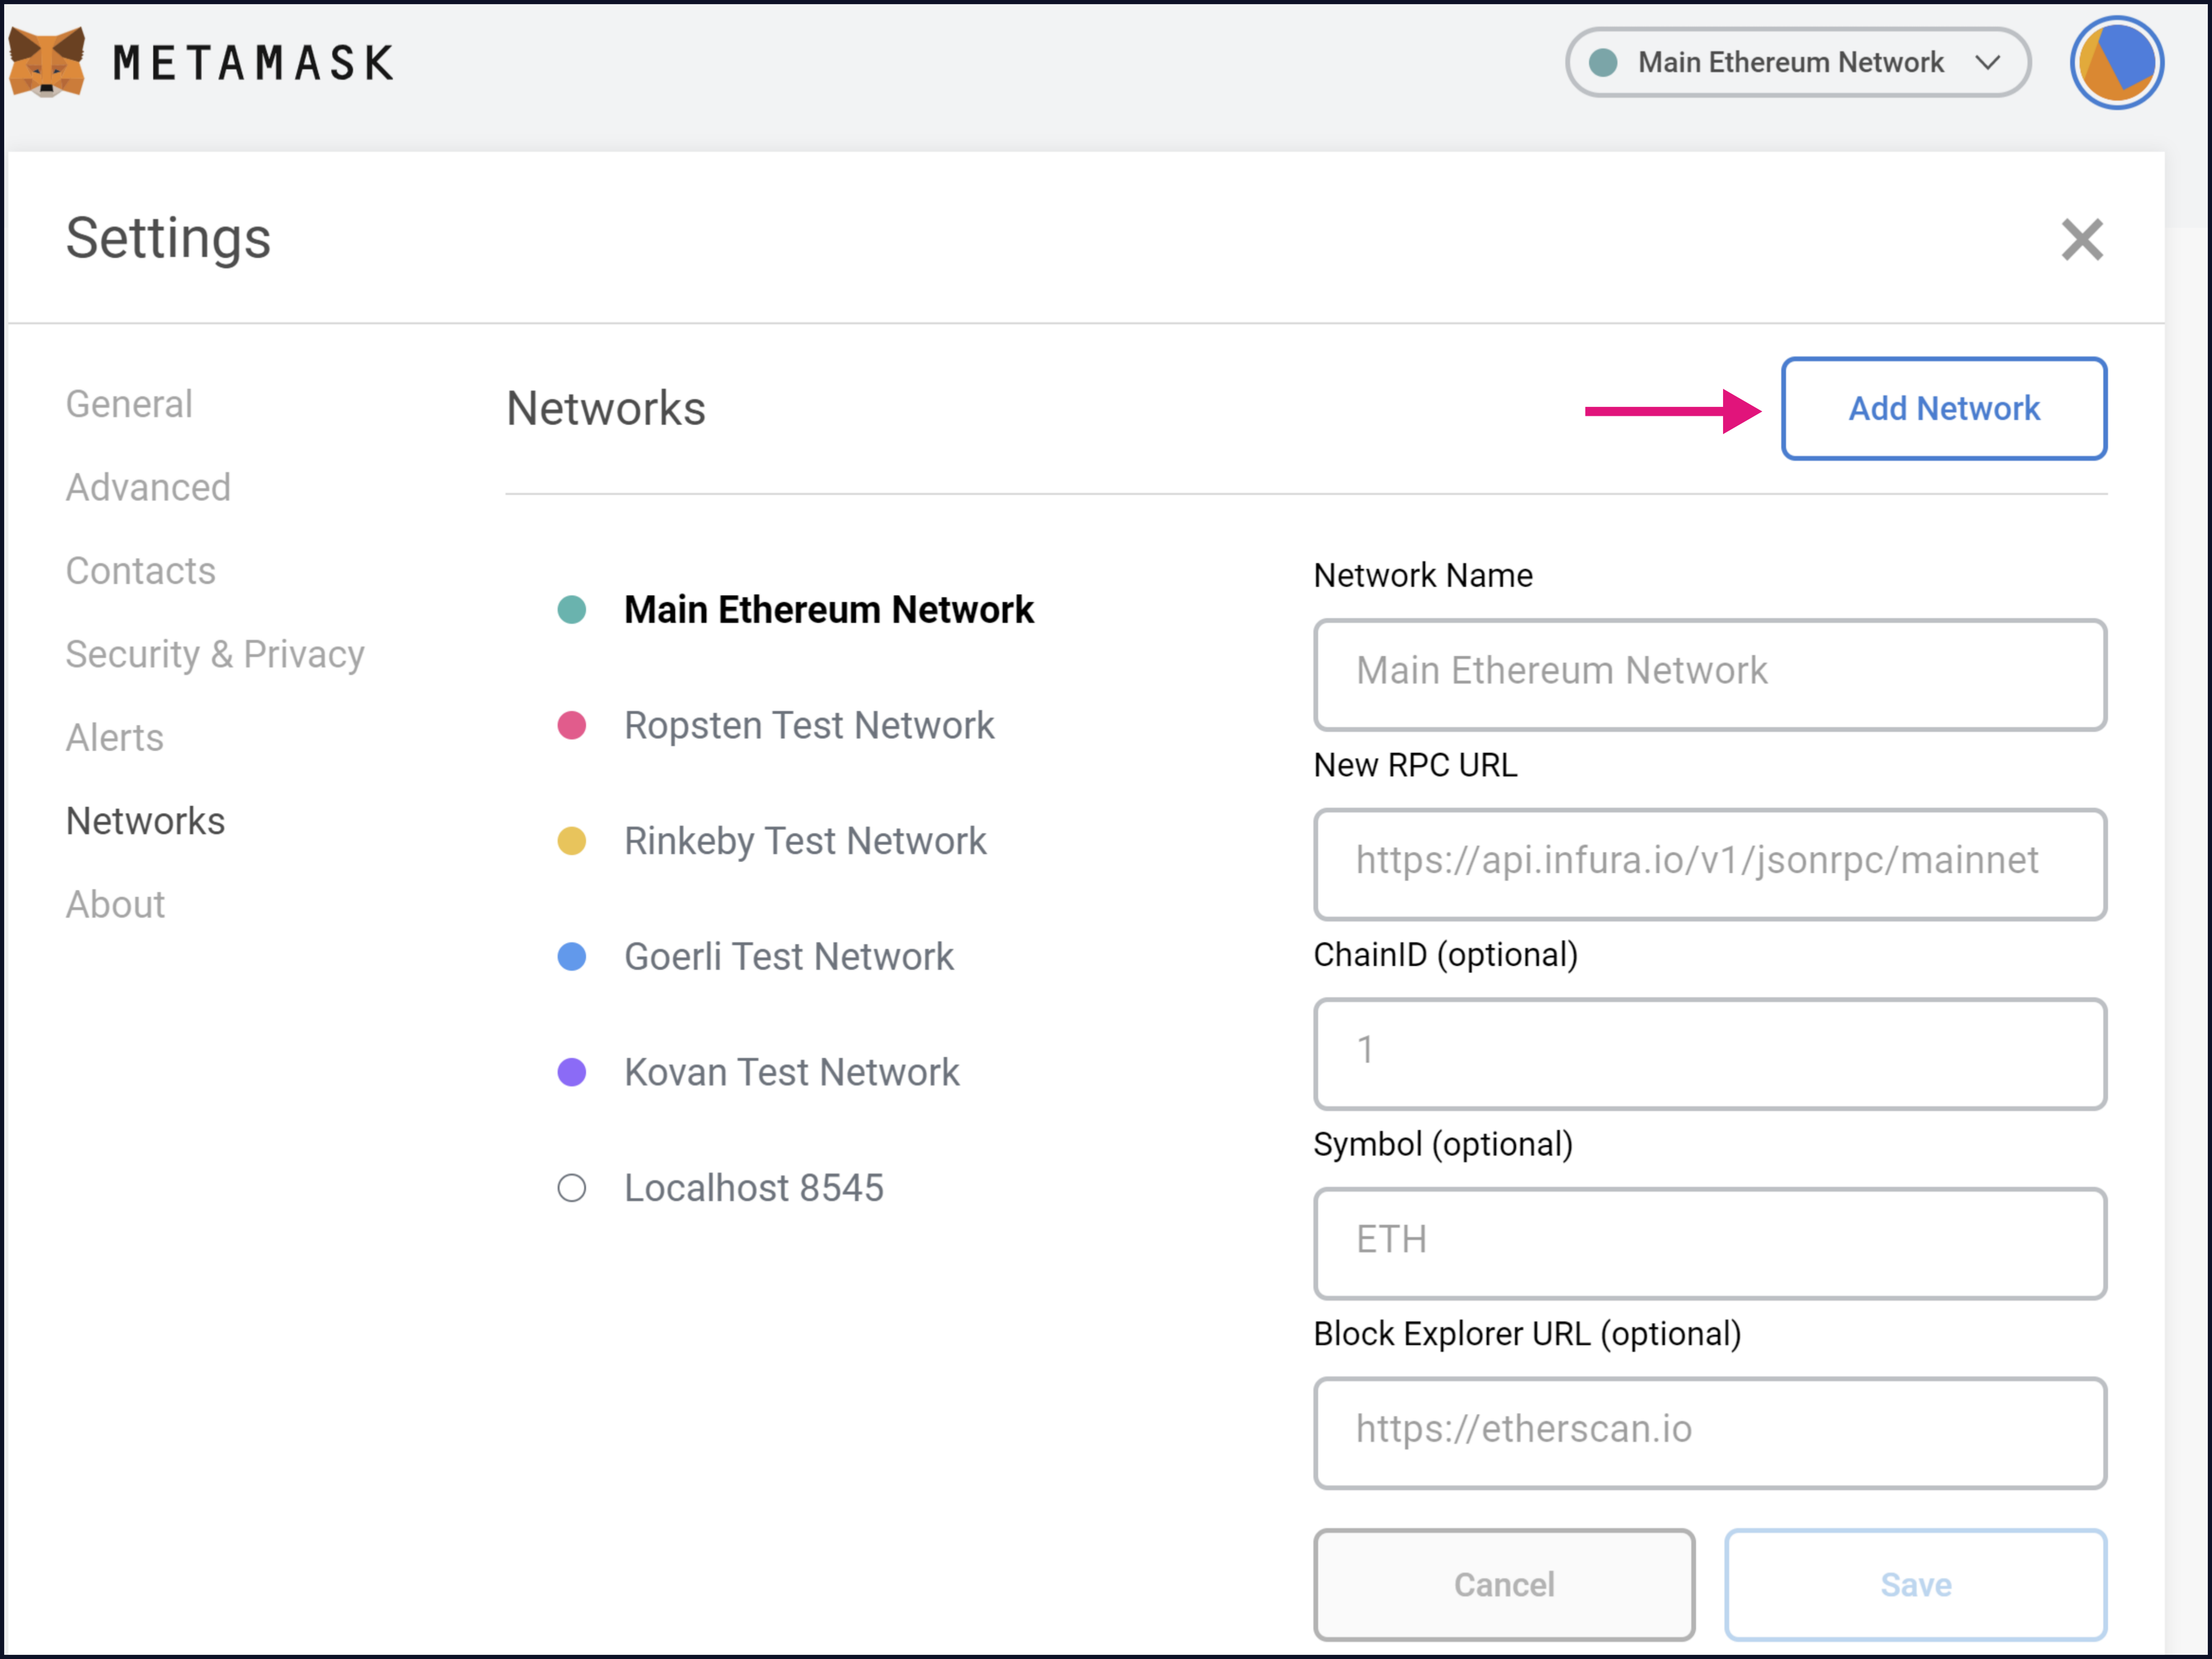 METAMASK
Main Ethereum Network
Settings
General
Advanced
Contacts
Security & Privacy
Alerts
Networks
About
Networks
Add Network
Main Ethereum Network
Ropsten Test Network
Rinkeby Test Network
Goerli Test Network
Kovan Test Network
Localhost 8545
Network Name
Main Ethereum Network
New RPC URL
https://api.infura.io/v1/jsonrpc/mainnet
ChainID (optional)
1
Symbol (optional)
ETH
Block Explorer URL (optional)
https://etherscan.io
Cancel
Save